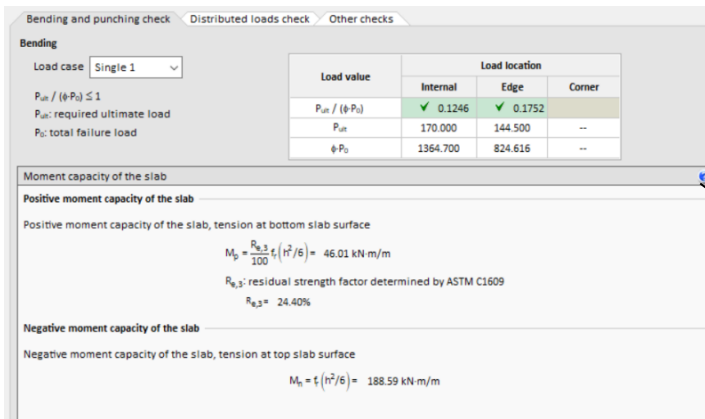 Bending and punching check Distributed loads check Other checks
Bending
Load case Single 1
Pult / (ϕ·P0) ≤ 1
Pult: required ultimate load
P0: total failure load
Load value Load location
Internal Edge Corner
Pult / (ϕ·P0) ✓ 0.1246 ✓ 0.1752
Pult 170.000 144.500 --
ϕ·P0 1364.700 824.616 --
Moment capacity of the slab
Positive moment capacity of the slab
Positive moment capacity of the slab, tension at bottom slab surface
Mp = Re,3/100 fr(h²/6) = 46.01 kN·m/m
Re,3: residual strength factor determined by ASTM C1609
Re,3 = 24.40%
Negative moment capacity of the slab
Negative moment capacity of the slab, tension at top slab surface
Mn = fr(h²/6) = 188.59 kN·m/m